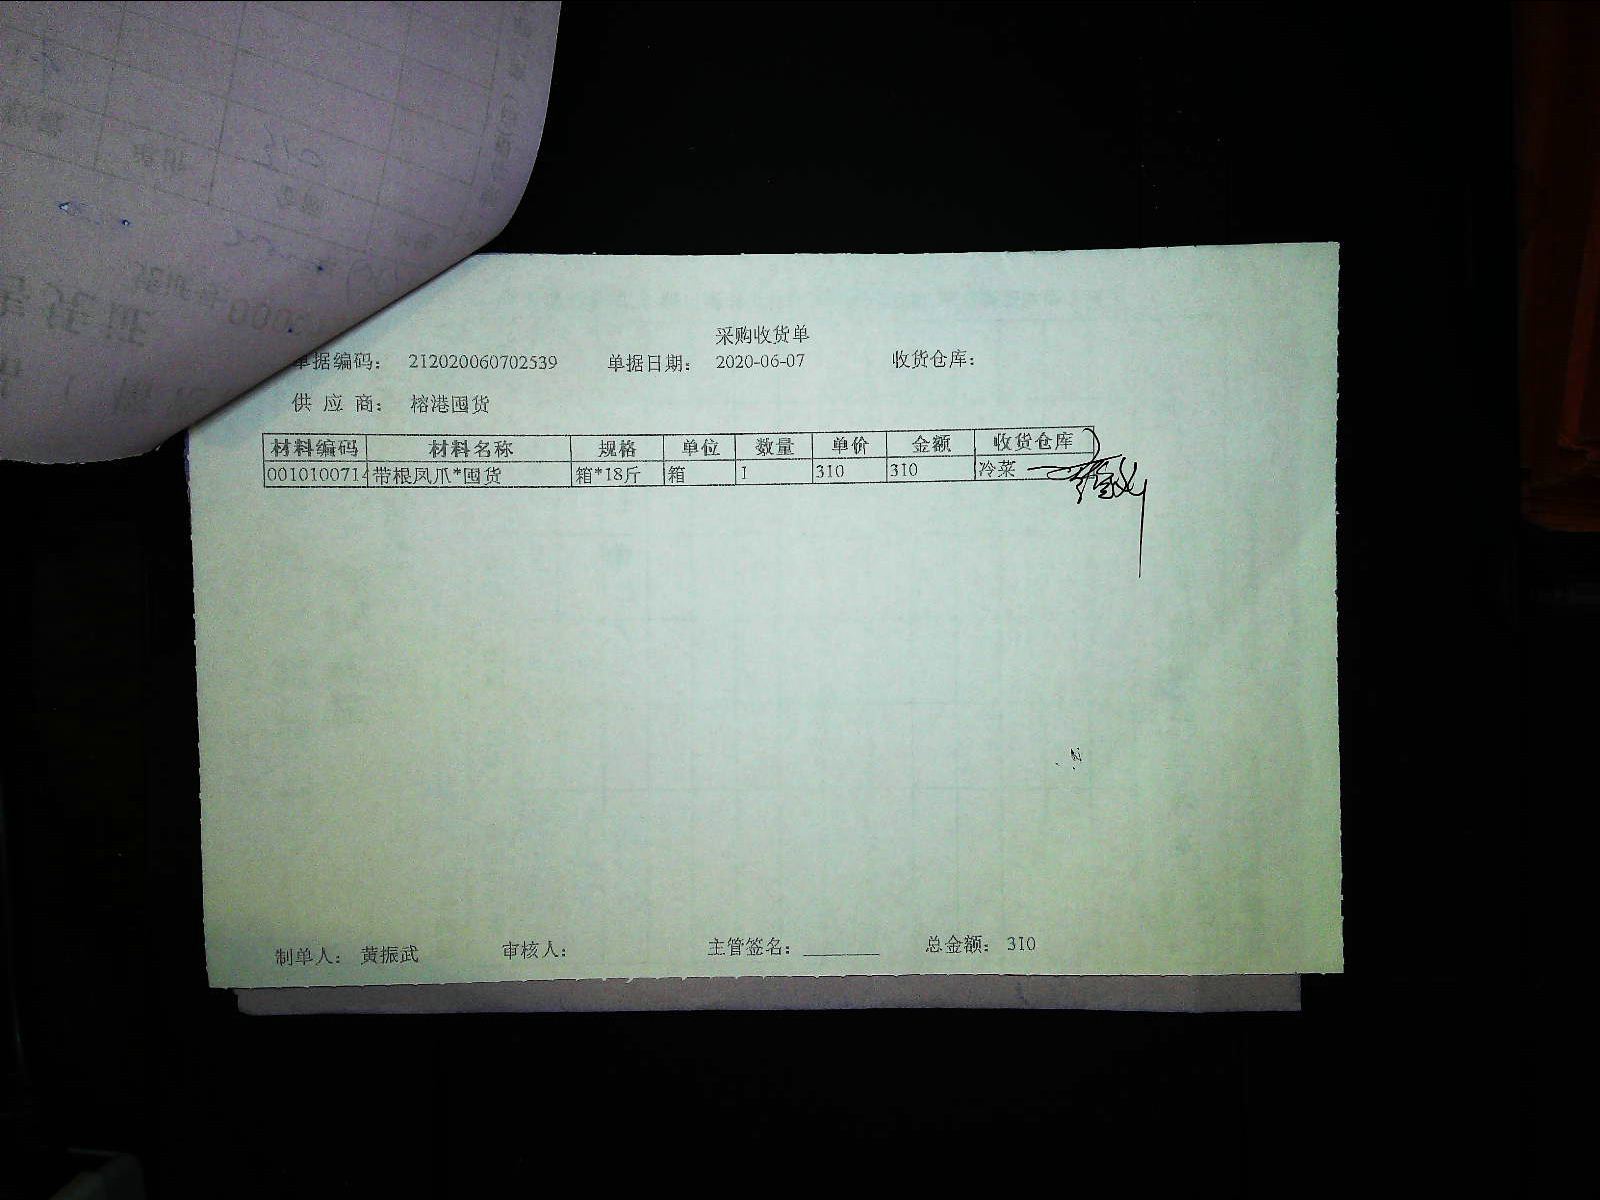 采购收货单
单据编码： 212020060702539 单据日期： 2020-06-07 收货仓库：
供 应 商： 榕港囤货
材料编码 材料名称 规格 单位 数量 单价 金额 收货仓库
0010100714 带根凤爪*囤货 箱*18斤 箱 1 310 310 冷菜
制单人： 黄振武 审核人： 主管签名：________ 总金额： 310